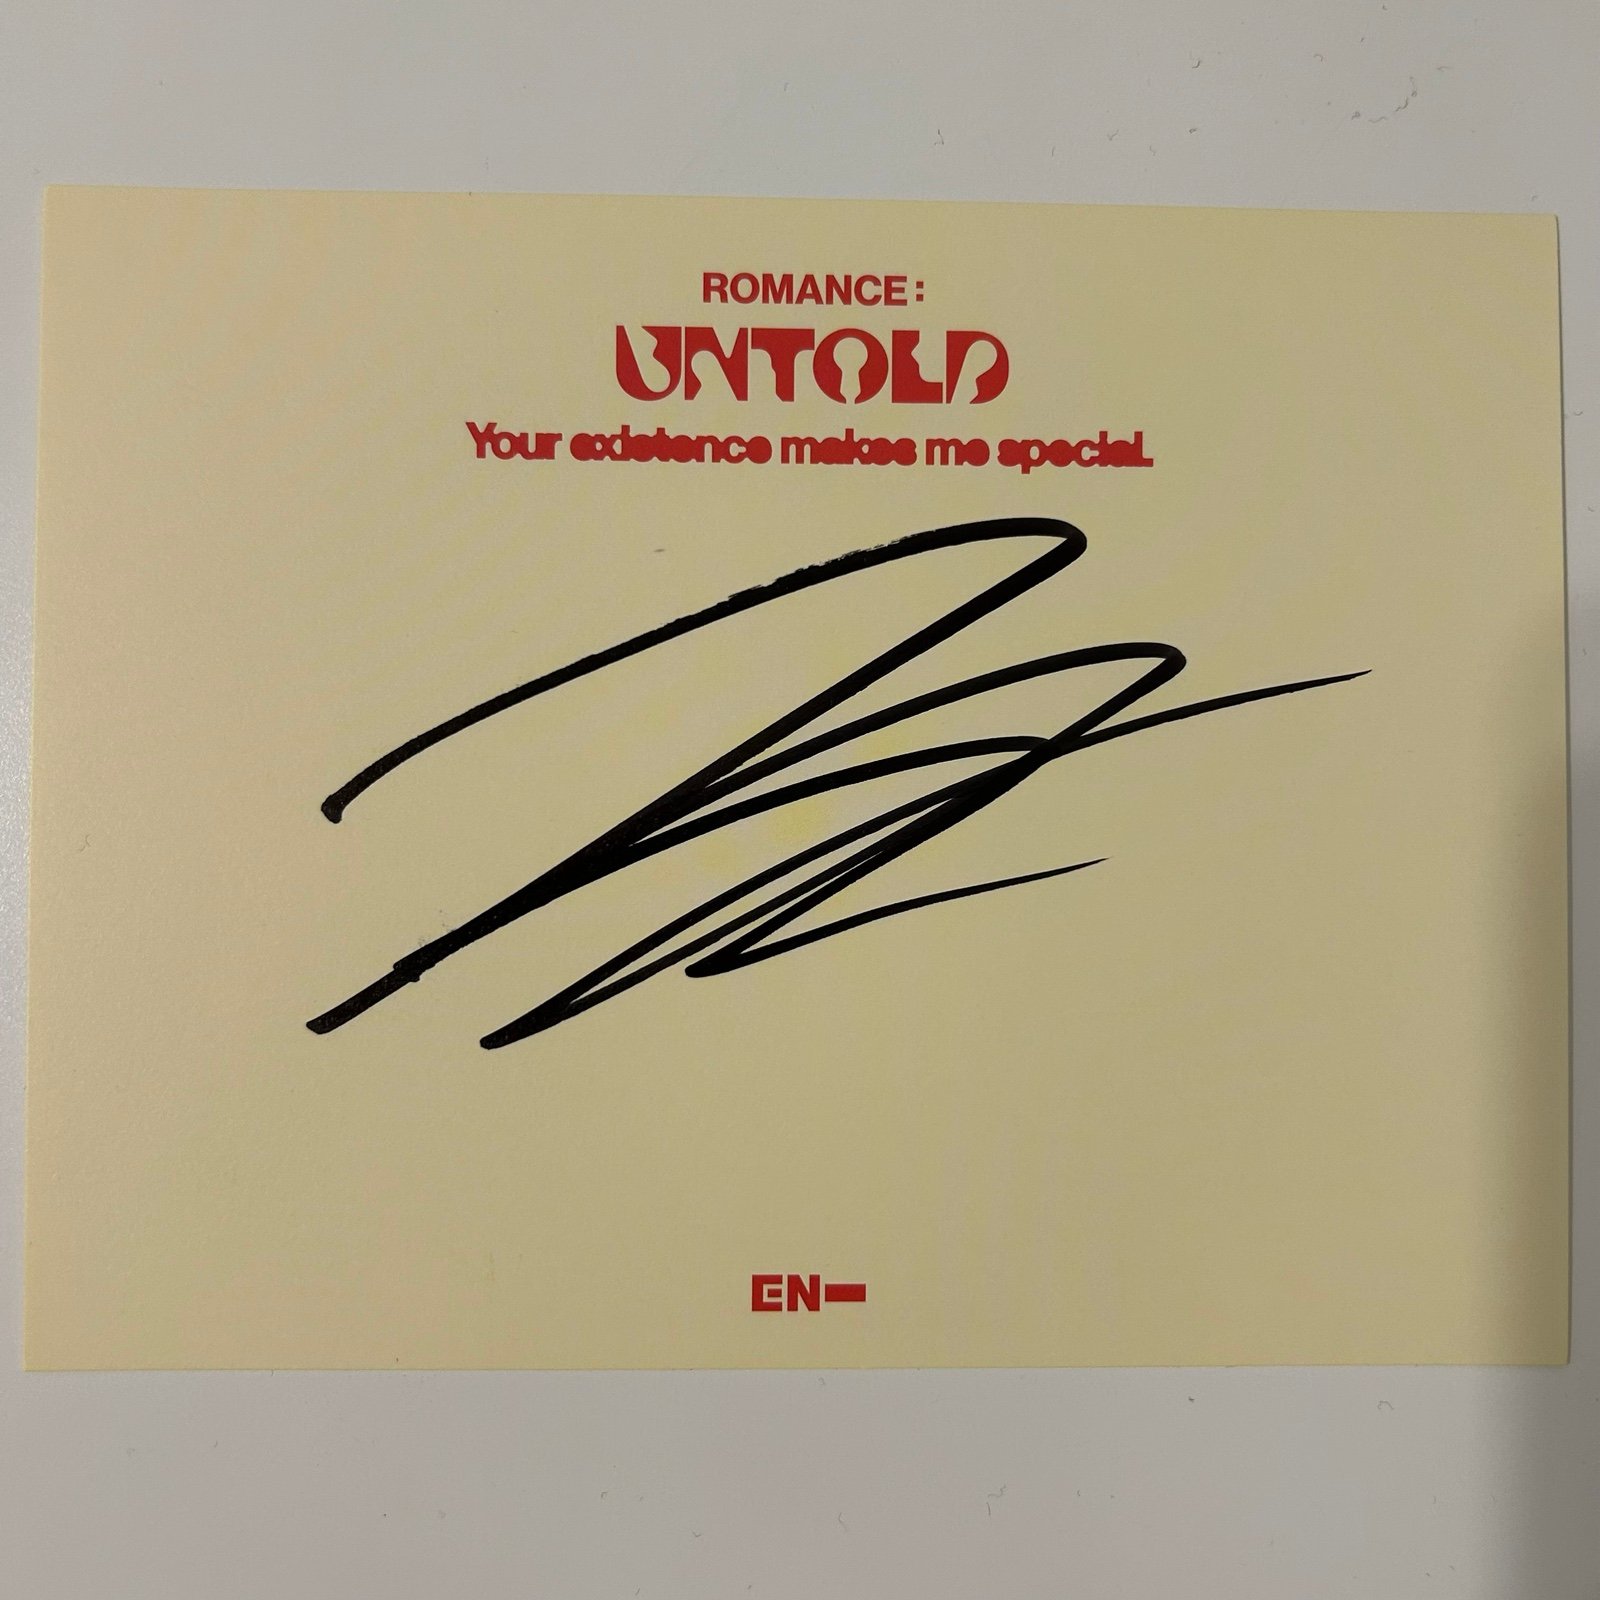 ROMANCE:
UNTOLD
Your existence makes me special.
EN-